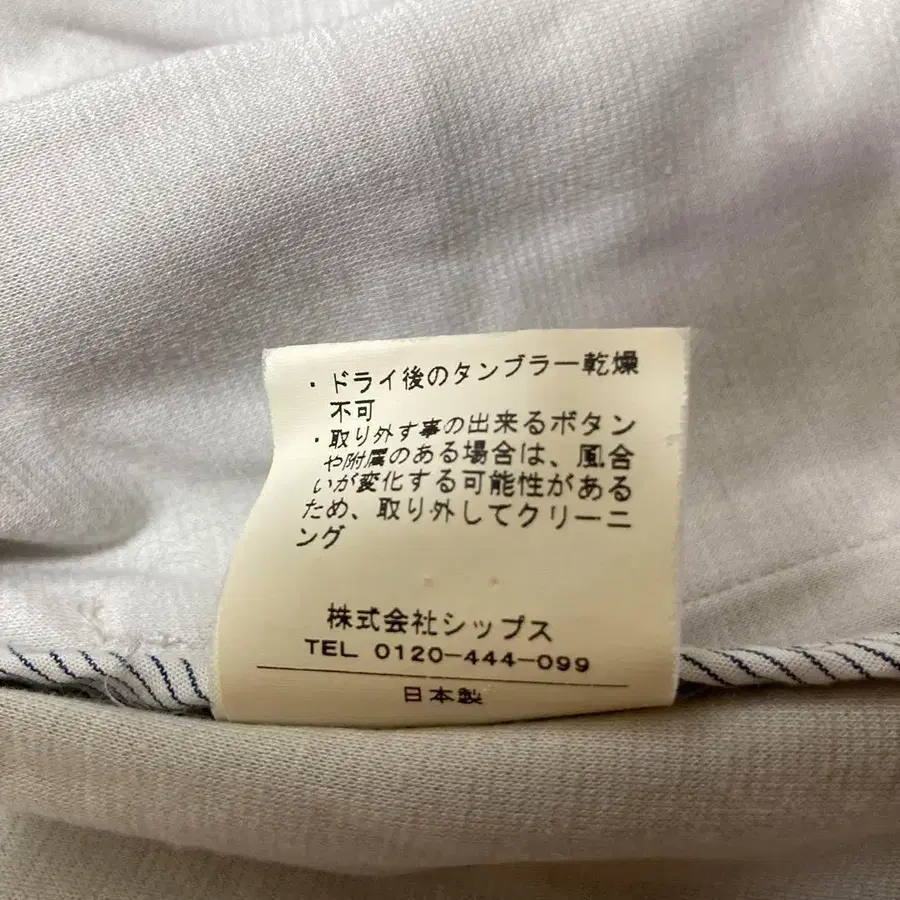 ・ドライ後のタンブラー乾燥
不可
・取り外す事の出来るボタン
や附属のある場合は、風合
いが変化する可能性がある
ため、取り外してクリーニ
ング
株式会社シップス
TEL 0120-444-099
日本製